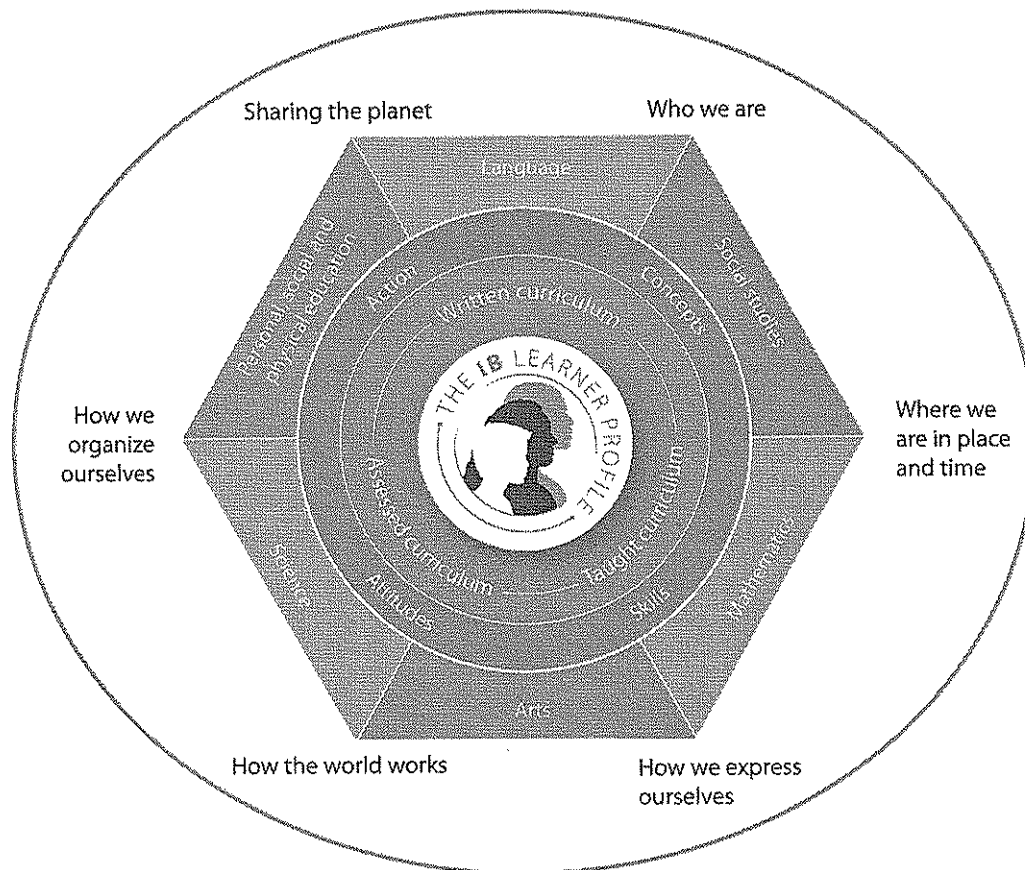 Sharing the planet
Who we are
Language
Personal, social and
physical education
Social studies
Action
Concepts
Written curriculum
THE IB LEARNER PROFILE
How we
organize
ourselves
Where we
are in place
and time
Assessed curriculum
Taught curriculum
Science
Mathematics
Attitudes
Skills
Arts
How the world works
How we express
ourselves